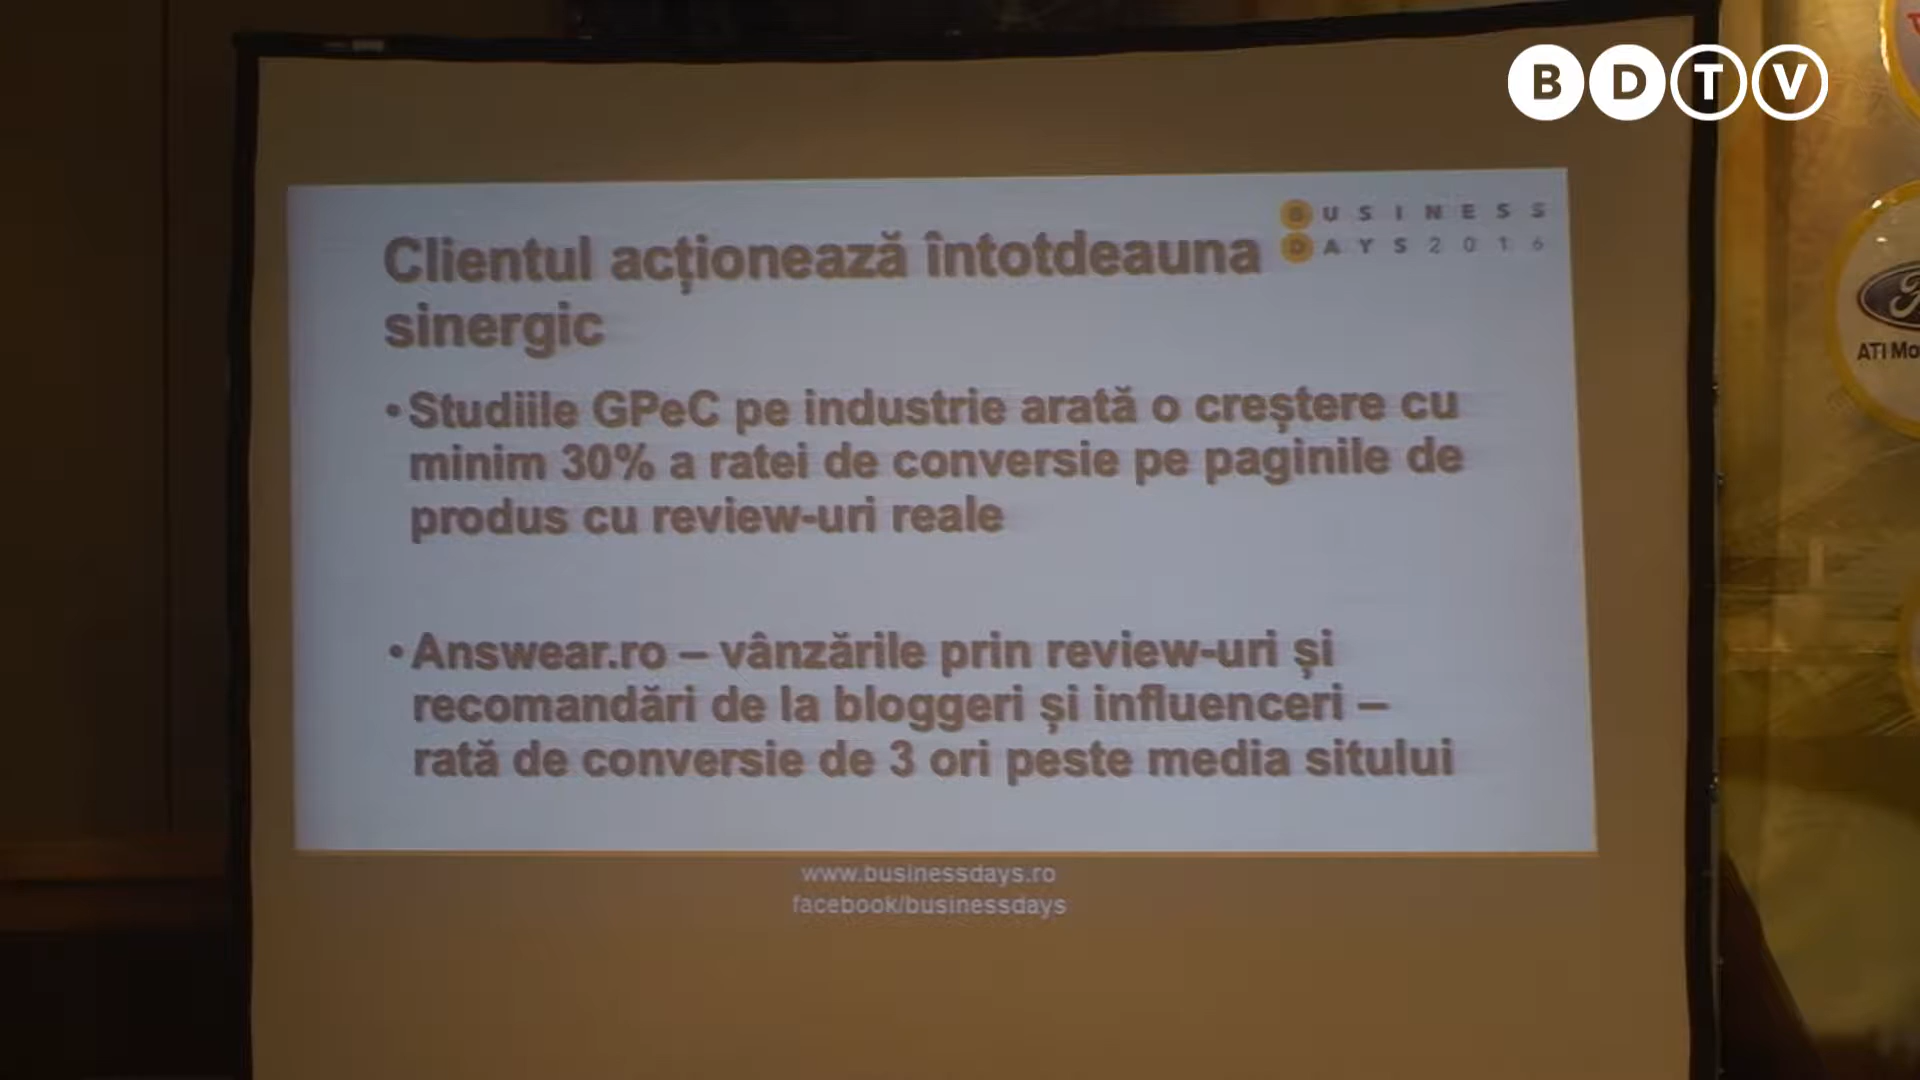 B D T V
BUSINESS
DAYS 2016
Clientul acționează întotdeauna
sinergic
• Studiile GPeC pe industrie arată o creștere cu
minim 30% a ratei de conversie pe paginile de
produs cu review-uri reale
• Answear.ro – vânzările prin review-uri și
recomandări de la bloggeri și influenceri –
rată de conversie de 3 ori peste media sitului
www.businessdays.ro
facebook/businessdays
ATI